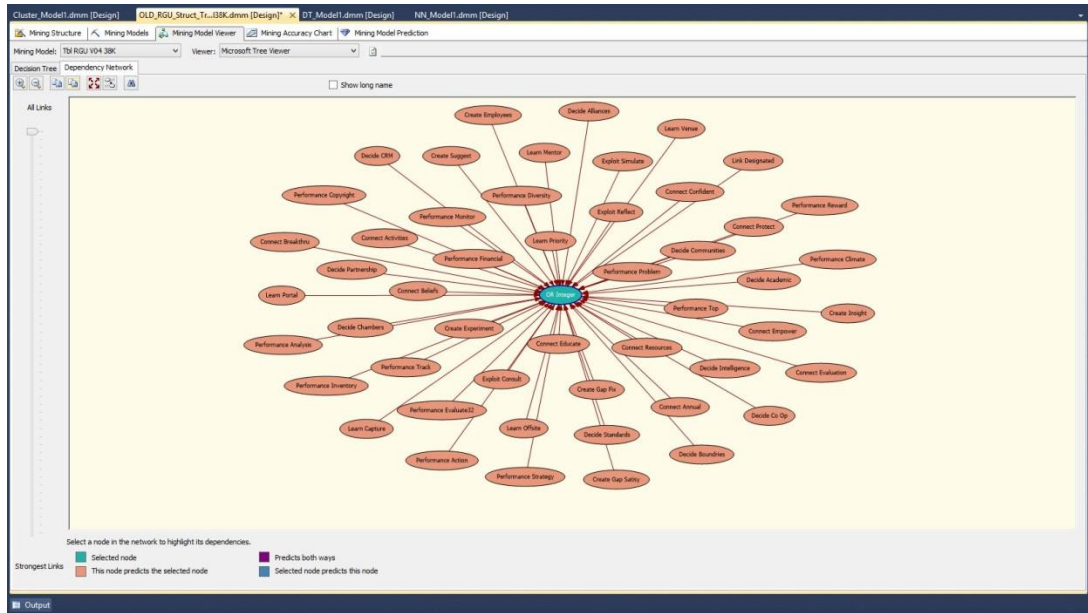 Cluster_Model1.dmm [Design] OLD_RGU_Struct_Tr...l38K.dmm [Design]* DT_Model1.dmm [Design]* NN_Model1.dmm [Design]
Mining Structure Mining Models Mining Model Viewer Mining Accuracy Chart Mining Model Prediction
Mining Model: Tbl RGU V04 38K Viewer: Microsoft Tree Viewer
Decision Tree Dependency Network
Show long name
All Links
Create Employees Decide Alliances
Learn Venue
Decide CRM Create Suggest Learn Mentor Exploit Simulate Link Designated
Performance Copyright Performance Diversity Connect Confident
Performance Monitor Exploit Reflect Performance Reward
Connect Breakthru Connect Activities Learn Priority Connect Protect
Performance Financial Decide Communities Performance Climate
Decide Partnership Performance Problem Decide Academic
Learn Portal Connect Beliefs OR Integer
Performance Top Create Insight
Decide Chambers Create Experiment Connect Empower
Performance Analysis Connect Educate Connect Resources
Performance Track Decide Intelligence Connect Evaluation
Performance Inventory Exploit Consult Create Gap Fix
Performance Evaluate32 Connect Annual Decide Co Op
Learn Capture Learn Offsite Decide Standards
Performance Action Decide Boundries
Performance Strategy Create Gap Satisy
Select a node in the network to highlight its dependencies.
Strongest Links
Selected node Predicts both ways
This node predicts the selected node Selected node predicts this node
Output